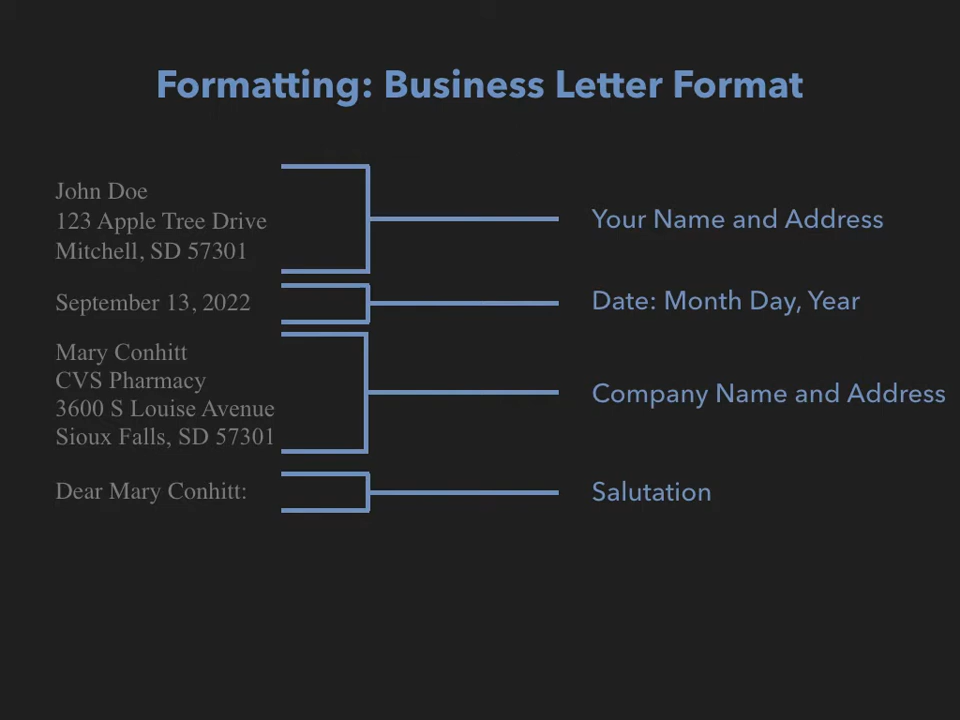 Formatting: Business Letter Format
John Doe
123 Apple Tree Drive
Mitchell, SD 57301
Your Name and Address
September 13, 2022
Date: Month Day, Year
Mary Conhitt
CVS Pharmacy
3600 S Louise Avenue
Sioux Falls, SD 57301
Company Name and Address
Dear Mary Conhitt:
Salutation